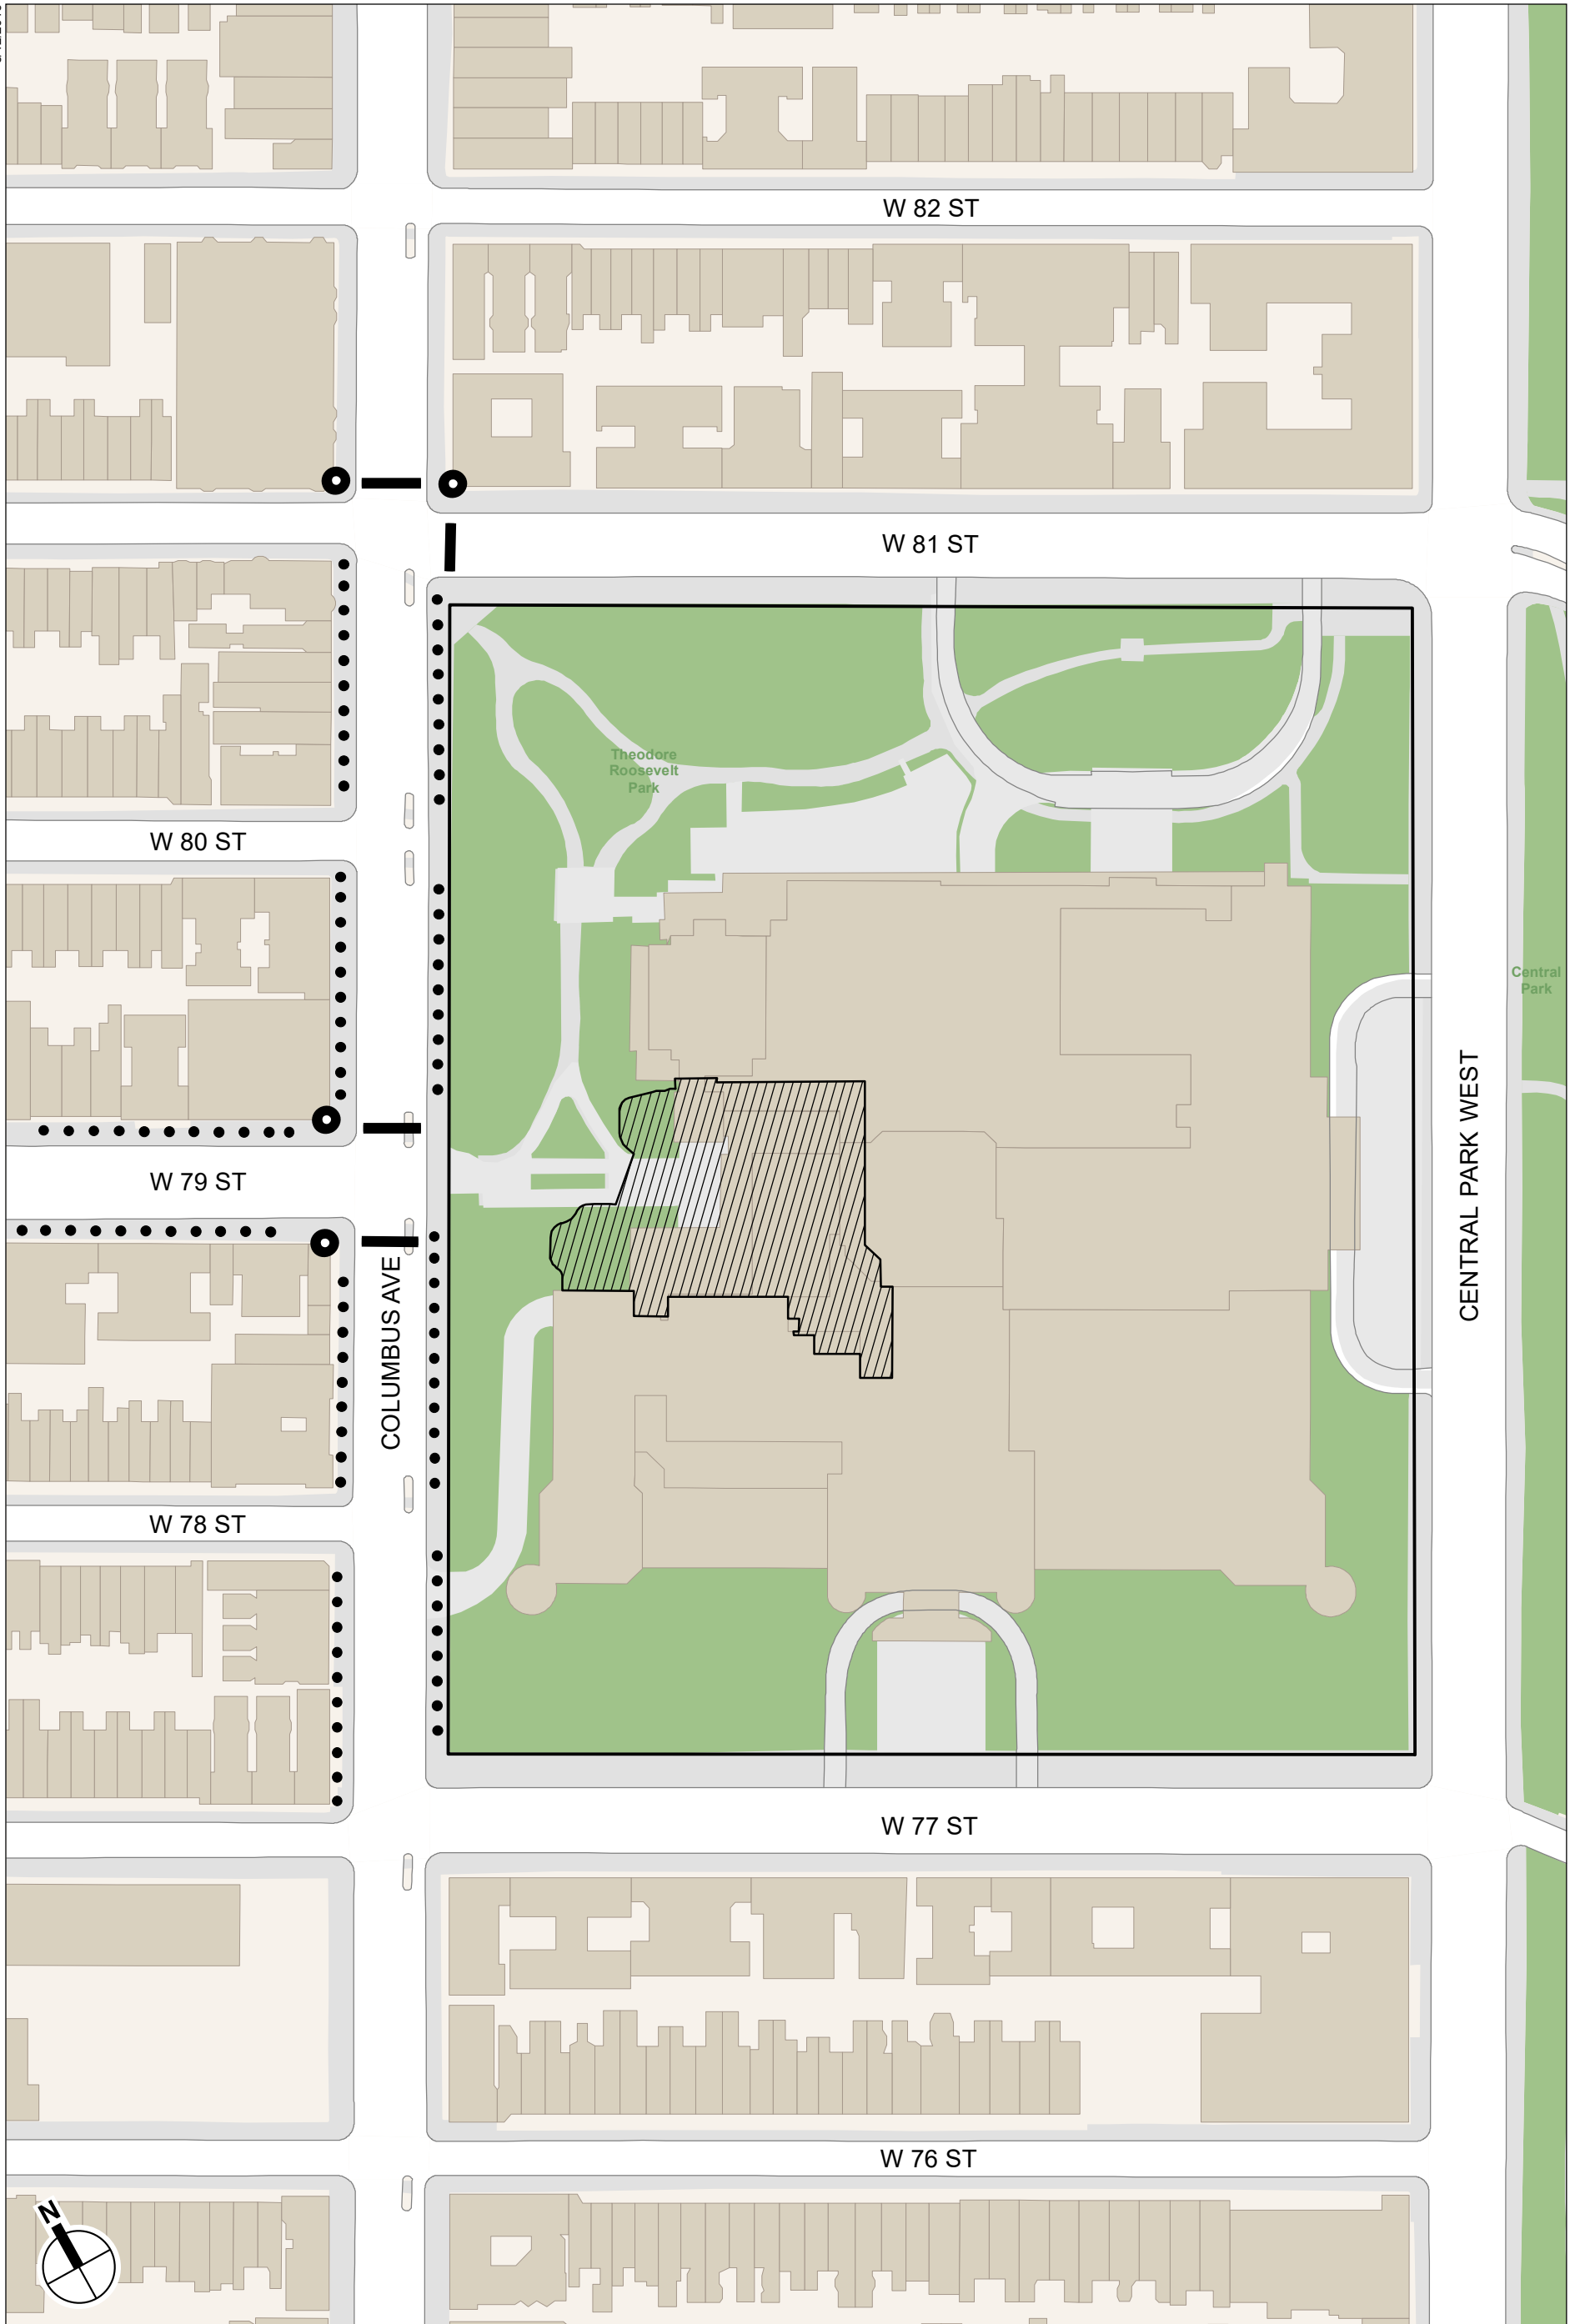 W 82 ST
W 81 ST
Theodore
Roosevelt
Park
W 80 ST
Central
Park
W 79 ST
COLUMBUS AVE
CENTRAL PARK WEST
W 78 ST
W 77 ST
W 76 ST
N